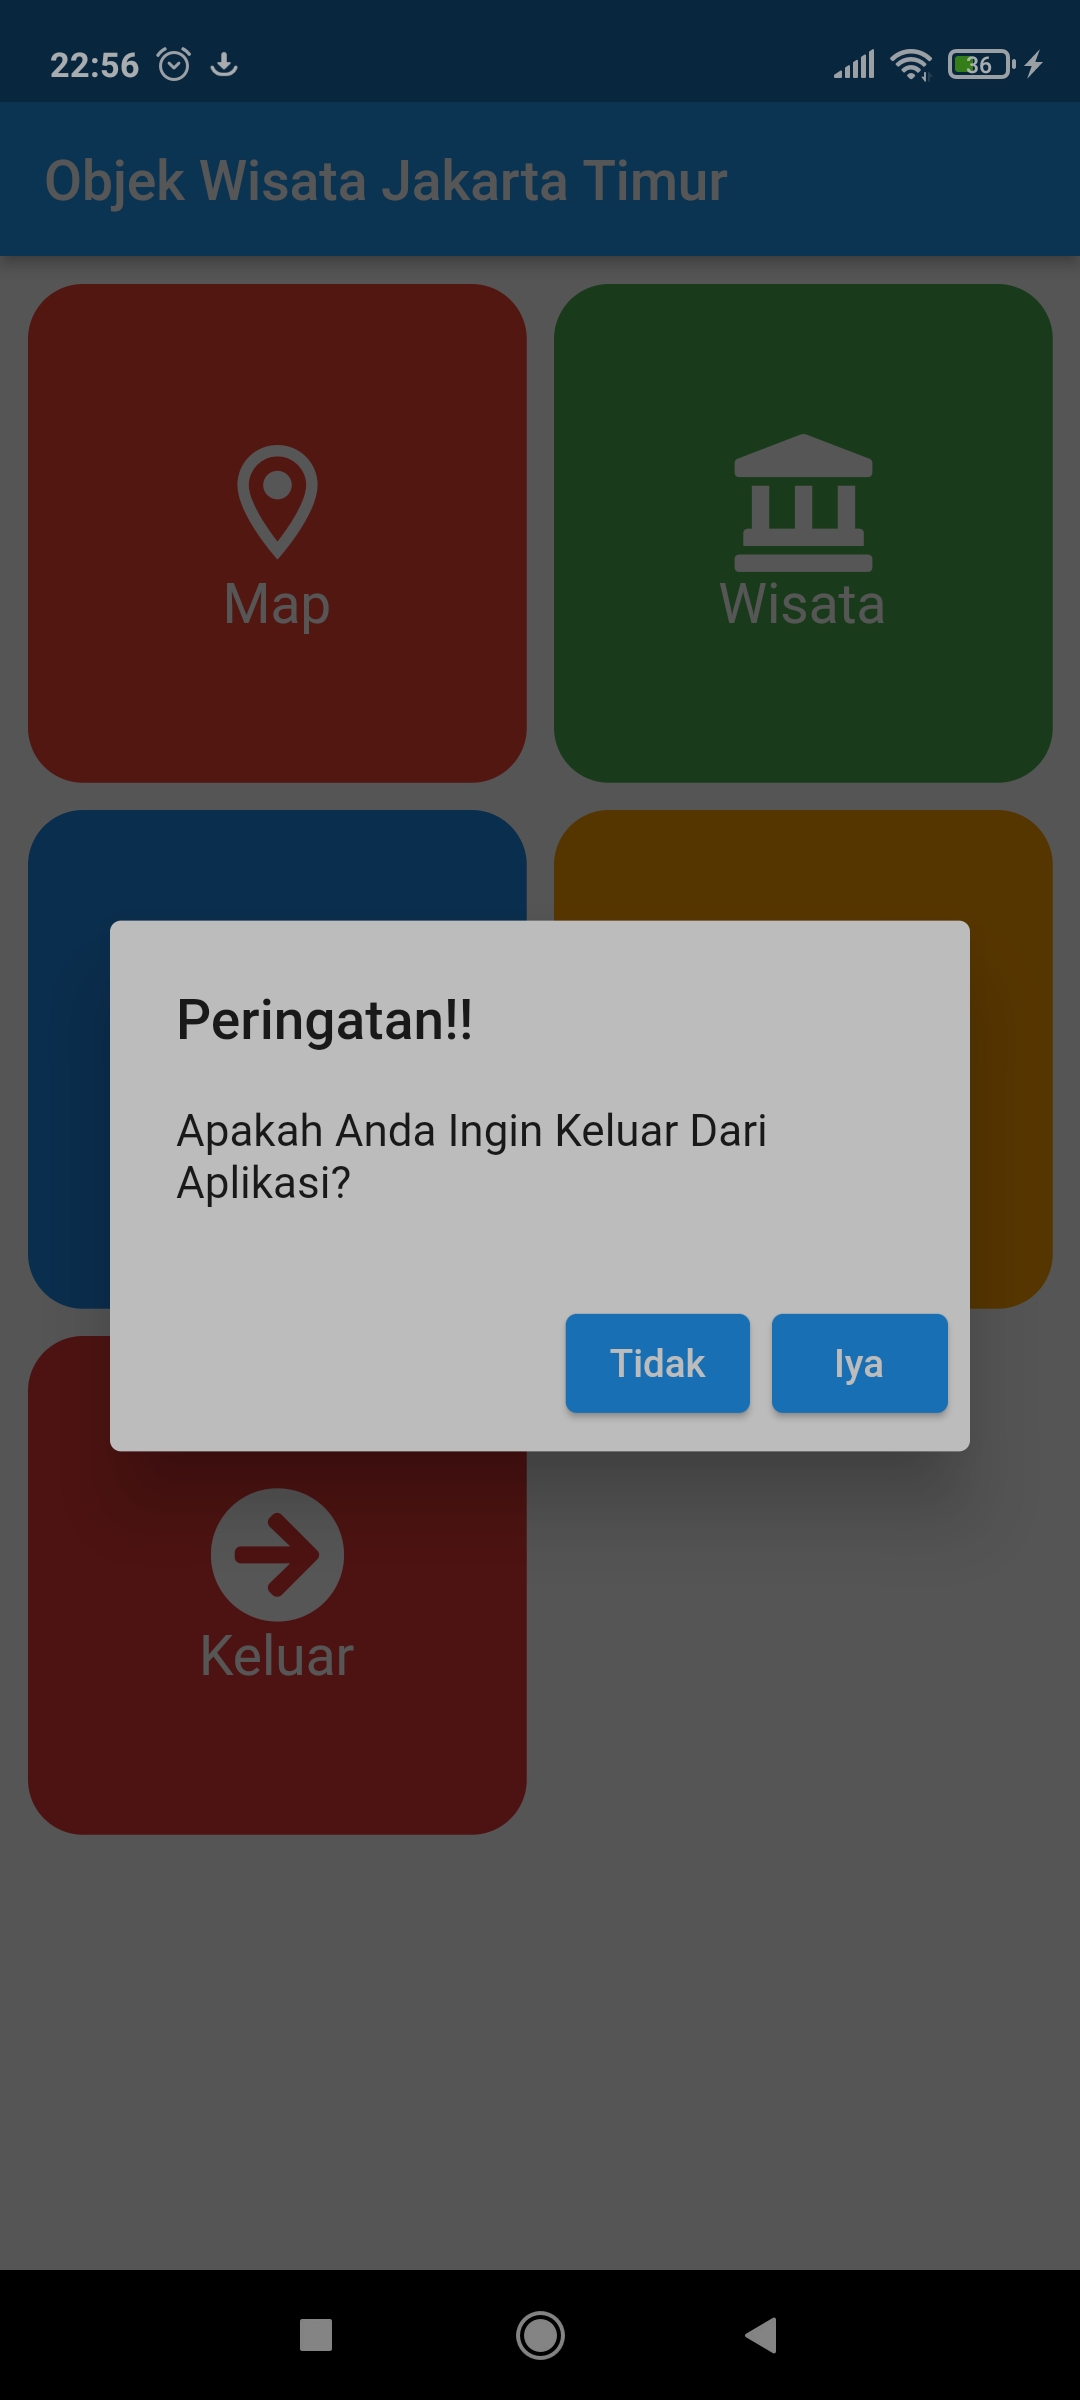 22:56
36
Objek Wisata Jakarta Timur
Map
Wisata
Peringatan!!
Apakah Anda Ingin Keluar Dari
Aplikasi?
Tidak
Iya
Keluar